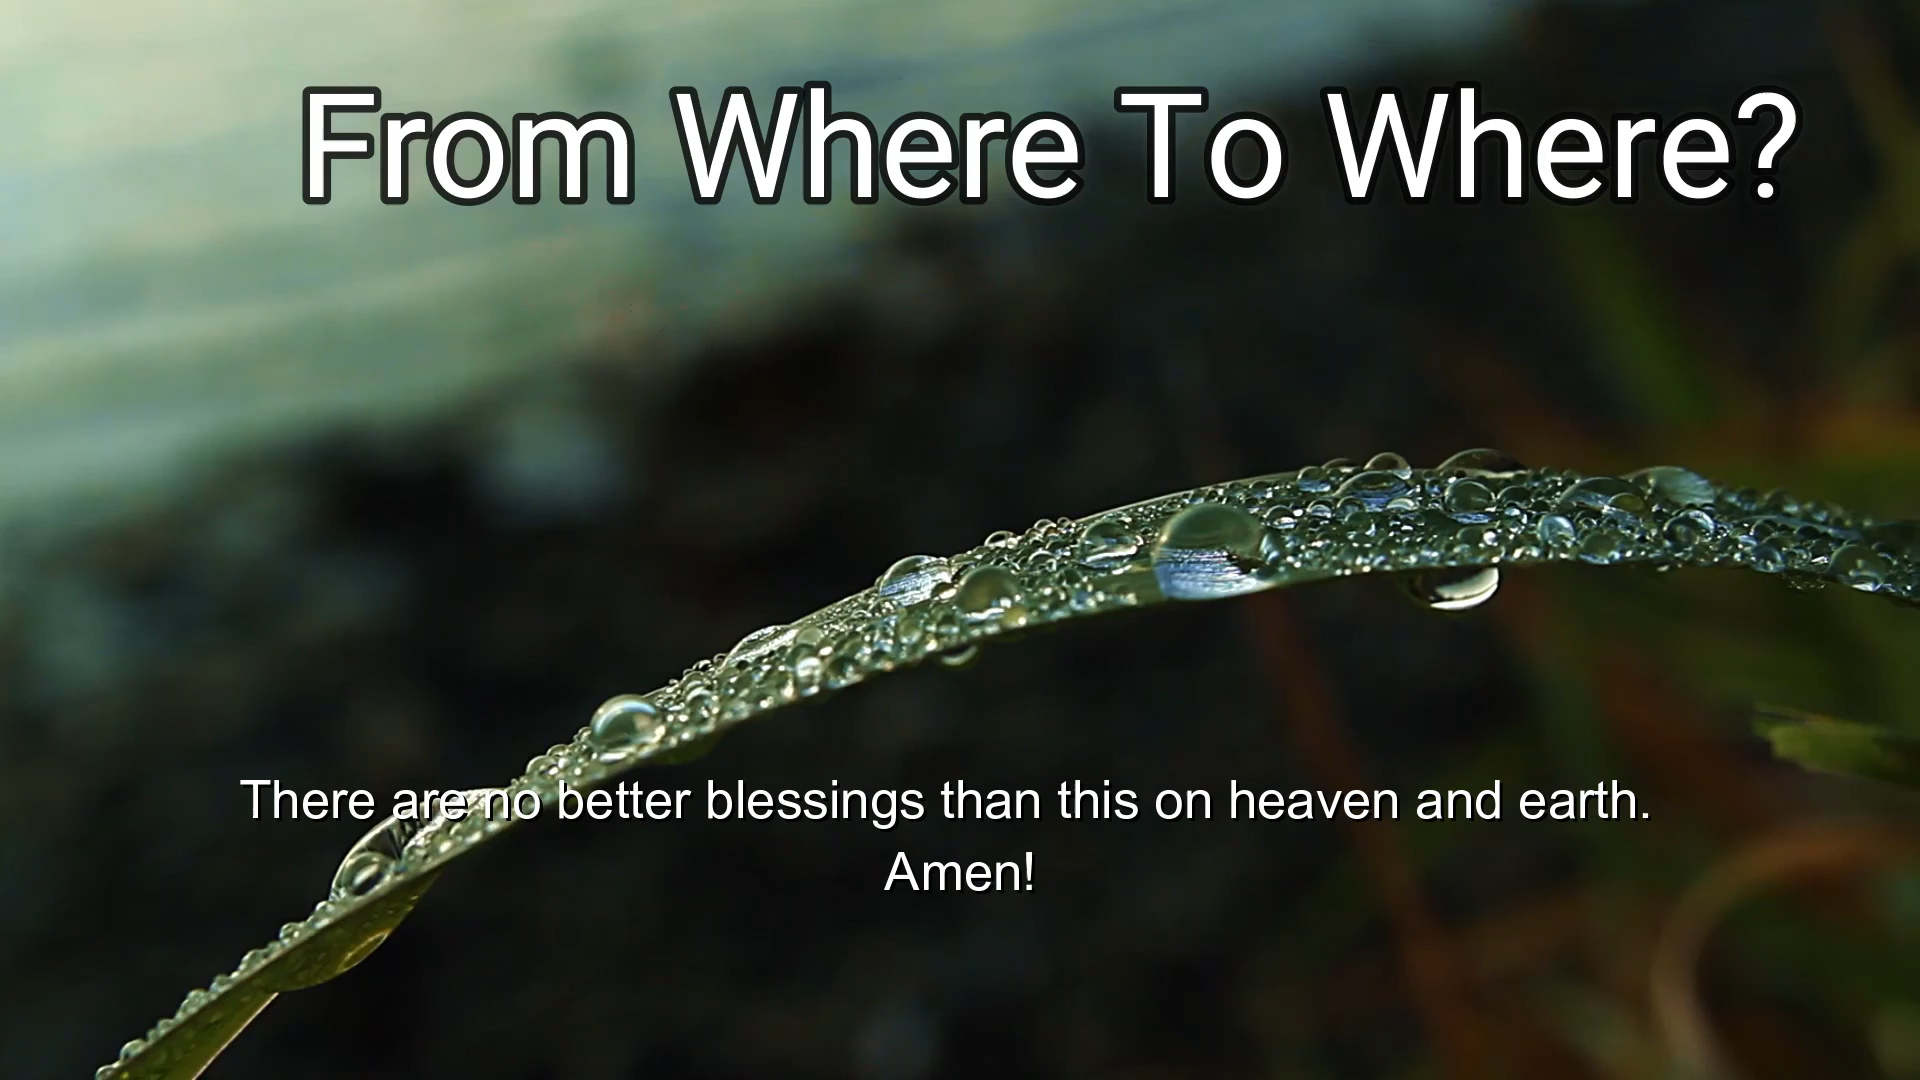 From Where To Where?
There are no better blessings than this on heaven and earth.
Amen!